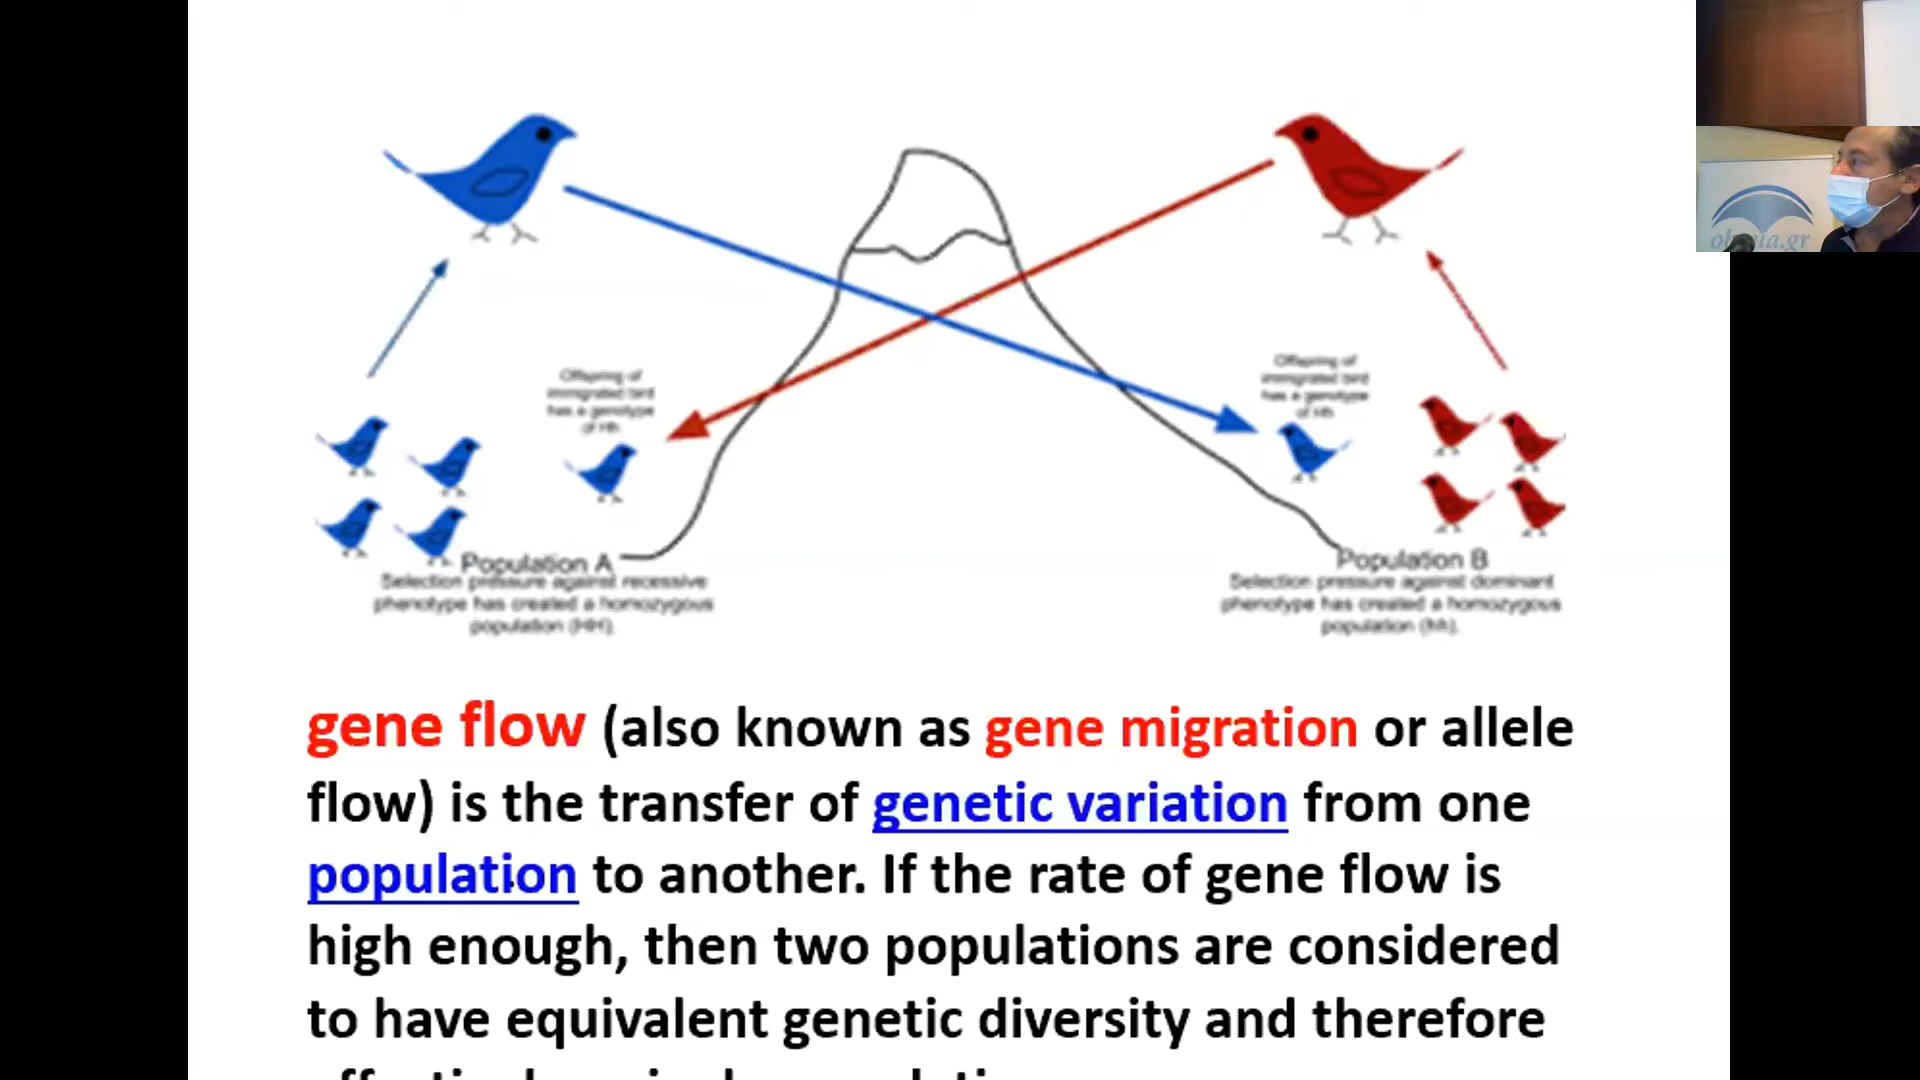 Offspring of
immigrated bird
has a genotype
of Hh
Offspring of
immigrated bird
has a genotype
of Hh
Population A
Selection pressure against recessive
phenotype has created a homozygous
population (HH).
Population B
Selection pressure against dominant
phenotype has created a homozygous
population (hh).
gene flow (also known as gene migration or allele
flow) is the transfer of genetic variation from one
population to another. If the rate of gene flow is
high enough, then two populations are considered
to have equivalent genetic diversity and therefore